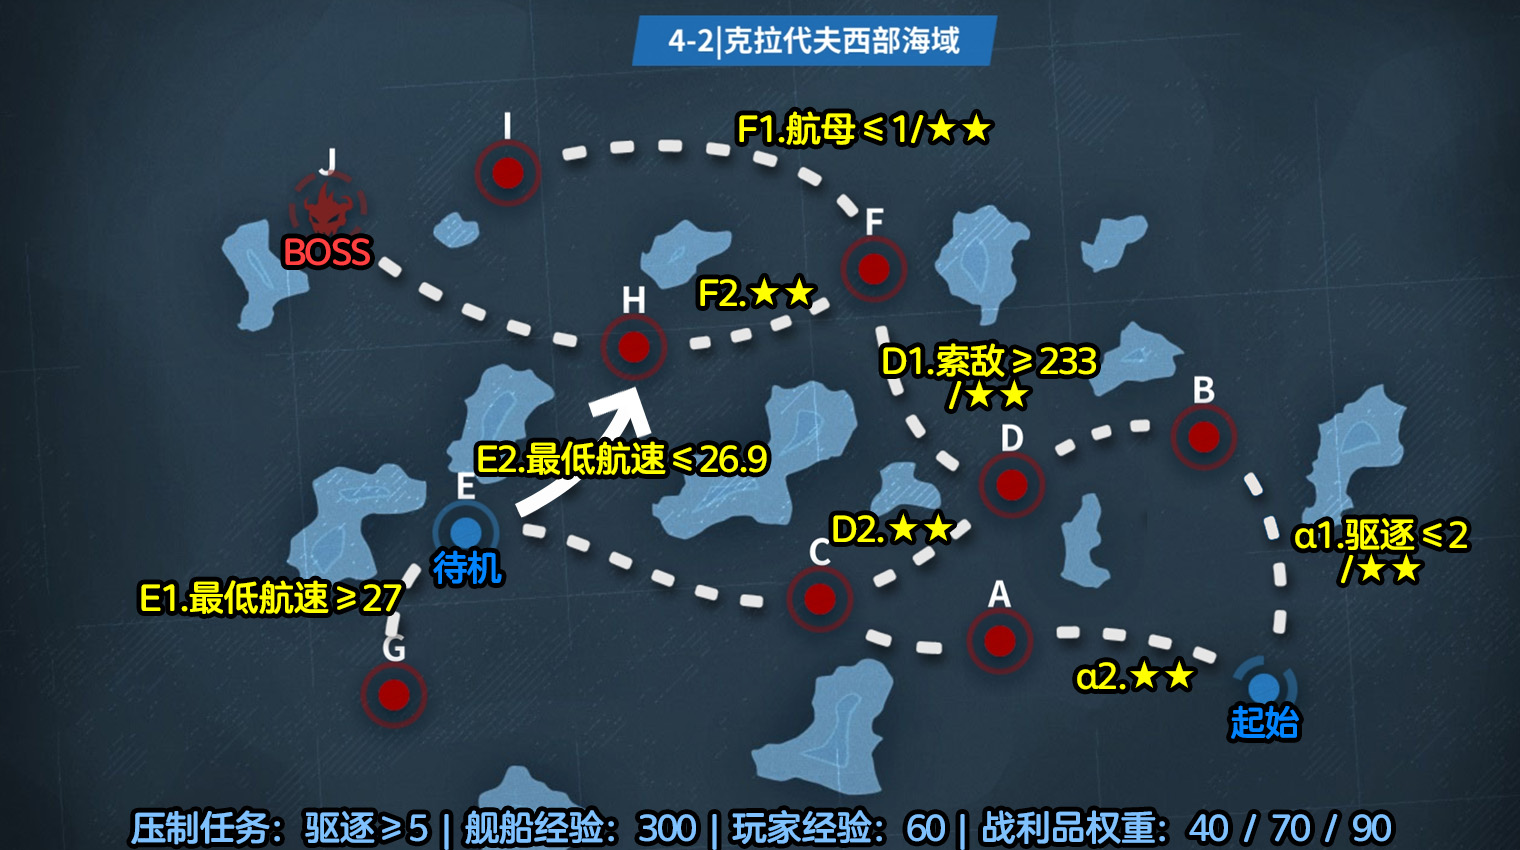 4-2|克拉代夫西部海域
I
F1.航母≤1/★★
J
BOSS
F
H
F2.★★
D1.索敌≥233
/★★
B
D
E2.最低航速≤26.9
E
待机
D2.★★
C
α1.驱逐≤2
/★★
E1.最低航速≥27
A
G
α2.★★
起始
压制任务：驱逐≥5 | 舰船经验：300 | 玩家经验：60 | 战利品权重：40 / 70 / 90